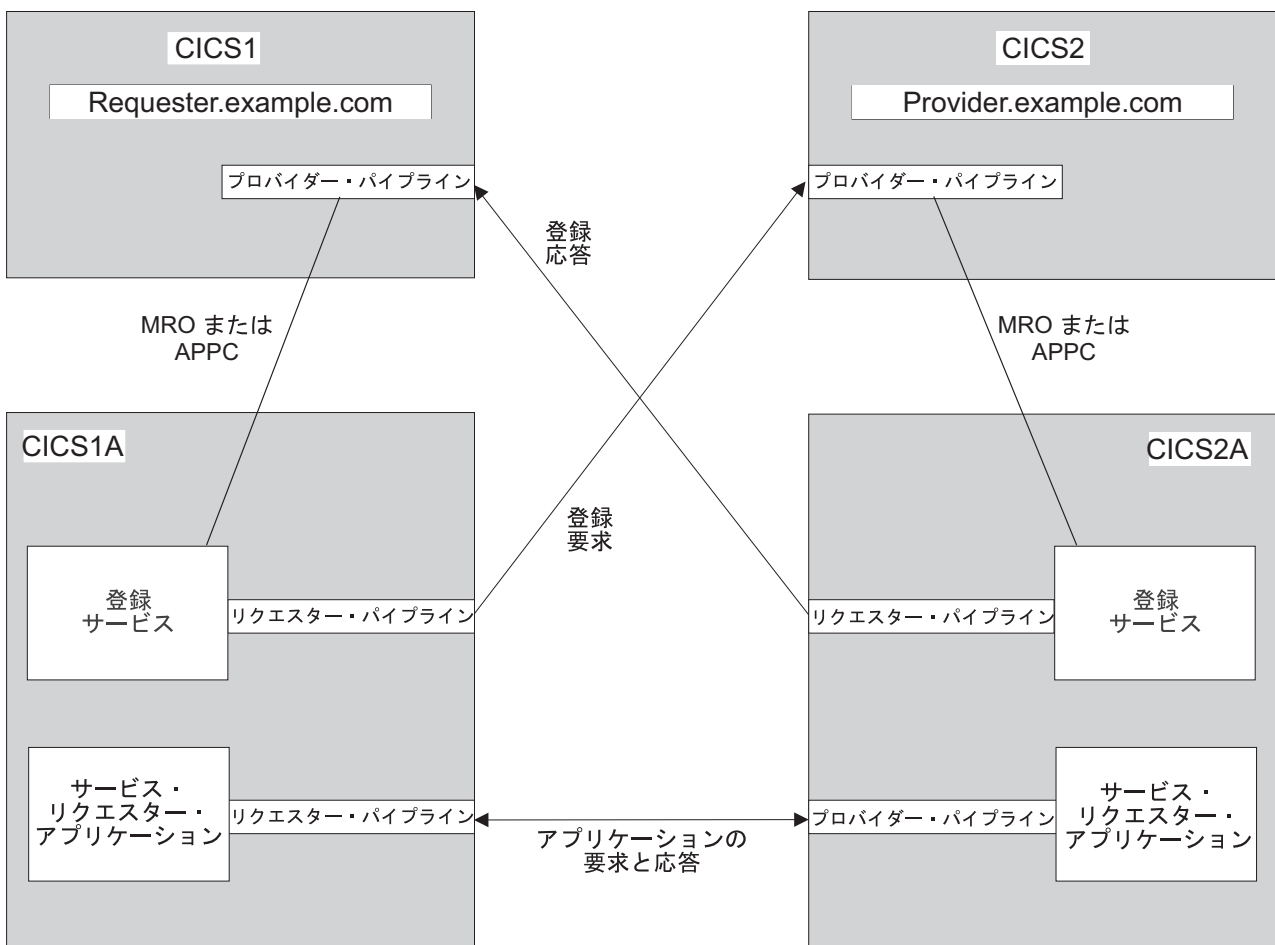 CICS1
Requester.example.com
プロバイダー・パイプライン
CICS2
Provider.example.com
プロバイダー・パイプライン
登録
応答
MRO または
APPC
MRO または
APPC
CICS1A
CICS2A
登録
要求
登録
サービス
リクエスター・パイプライン
リクエスター・パイプライン
登録
サービス
サービス・
リクエスター・
アプリケーション
リクエスター・パイプライン
アプリケーションの
要求と応答
プロバイダー・パイプライン
サービス・
リクエスター・
アプリケーション